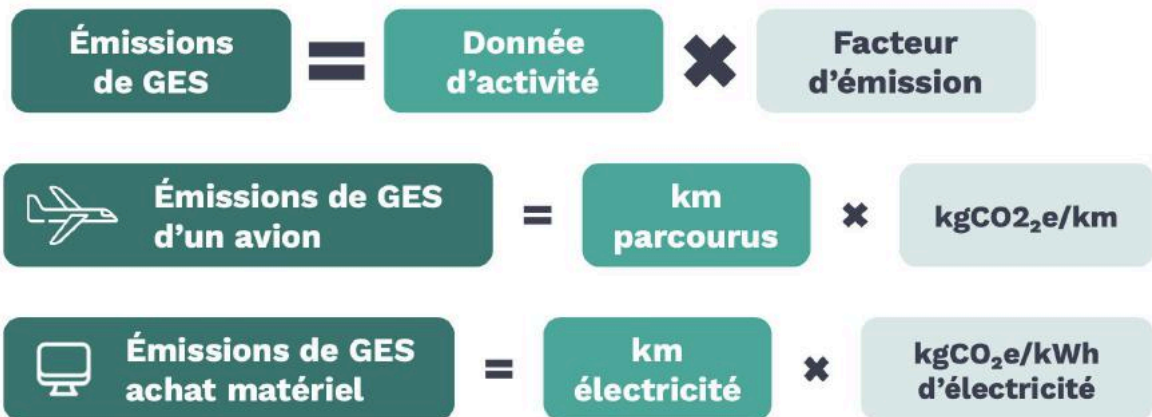 Émissions
de GES
=
Donnée
d’activité
×
Facteur
d’émission
Émissions de GES
d’un avion
=
km
parcourus
×
kgCO2₂e/km
Émissions de GES
achat matériel
=
km
électricité
×
kgCO₂e/kWh
d’électricité